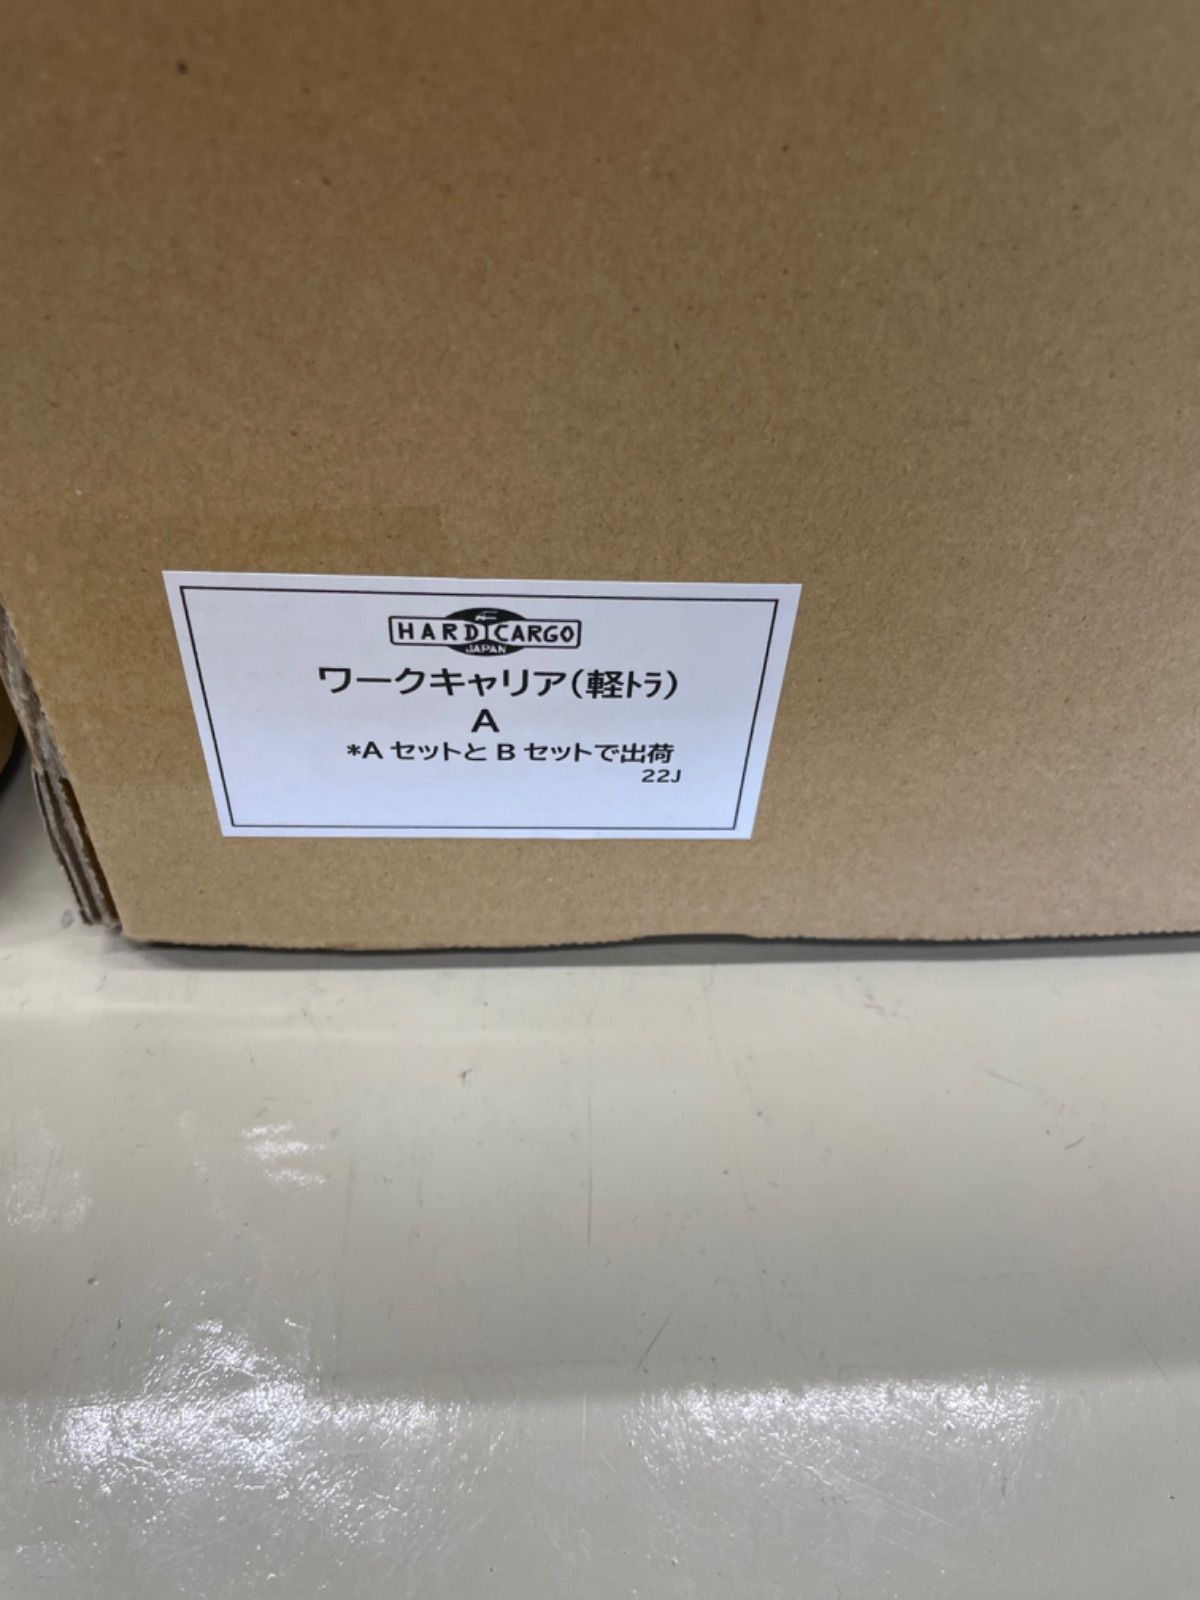 HARD CARGO
JAPAN
ワークキャリア(軽ﾄﾗ)
A
*A セットと B セットで出荷
22J